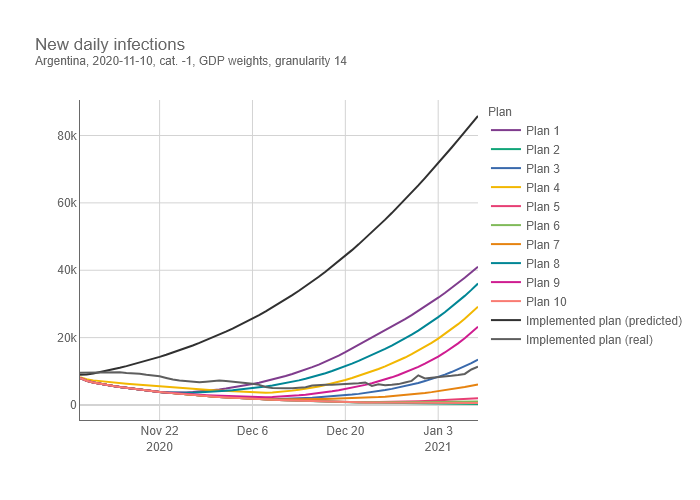 New daily infections
Argentina, 2020-11-10, cat. -1, GDP weights, granularity 14
Plan
Plan 1
Plan 2
Plan 3
Plan 4
Plan 5
Plan 6
Plan 7
Plan 8
Plan 9
Plan 10
Implemented plan (predicted)
Implemented plan (real)
80k
60k
40k
20k
0
Nov 22
2020
Dec 6
Dec 20
Jan 3
2021